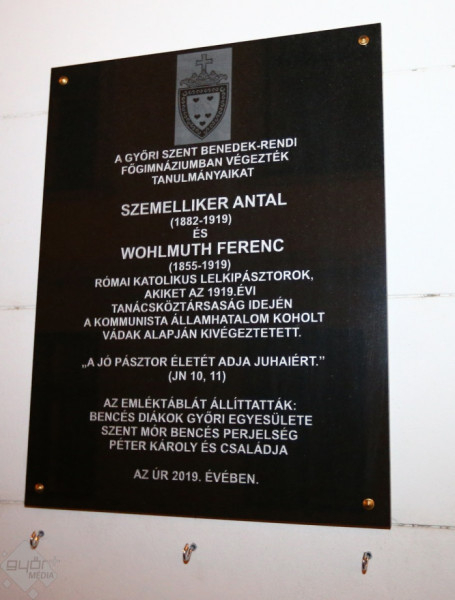 A GYŐRI SZENT BENEDEK-RENDI
FŐGIMNÁZIUMBAN VÉGEZTÉK
TANULMÁNYAIKAT
SZEMELLIKER ANTAL
(1882-1919)
ÉS
WOHLMUTH FERENC
(1855-1919)
RÓMAI KATOLIKUS LELKIPÁSZTOROK,
AKIKET AZ 1919.ÉVI
TANÁCSKÖZTÁRSASÁG IDEJÉN
A KOMMUNISTA ÁLLAMHATALOM KOHOLT
VÁDAK ALAPJÁN KIVÉGEZTETETT.
„A JÓ PÁSZTOR ÉLETÉT ADJA JUHAIÉRT.”
(JN 10, 11)
AZ EMLÉKTÁBLÁT ÁLLÍTTATTÁK:
BENCÉS DIÁKOK GYŐRI EGYESÜLETE
SZENT MÓR BENCÉS PERJELSÉG
PÉTER KÁROLY ÉS CSALÁDJA
AZ ÚR 2019. ÉVÉBEN.
győr+
MÉDIA